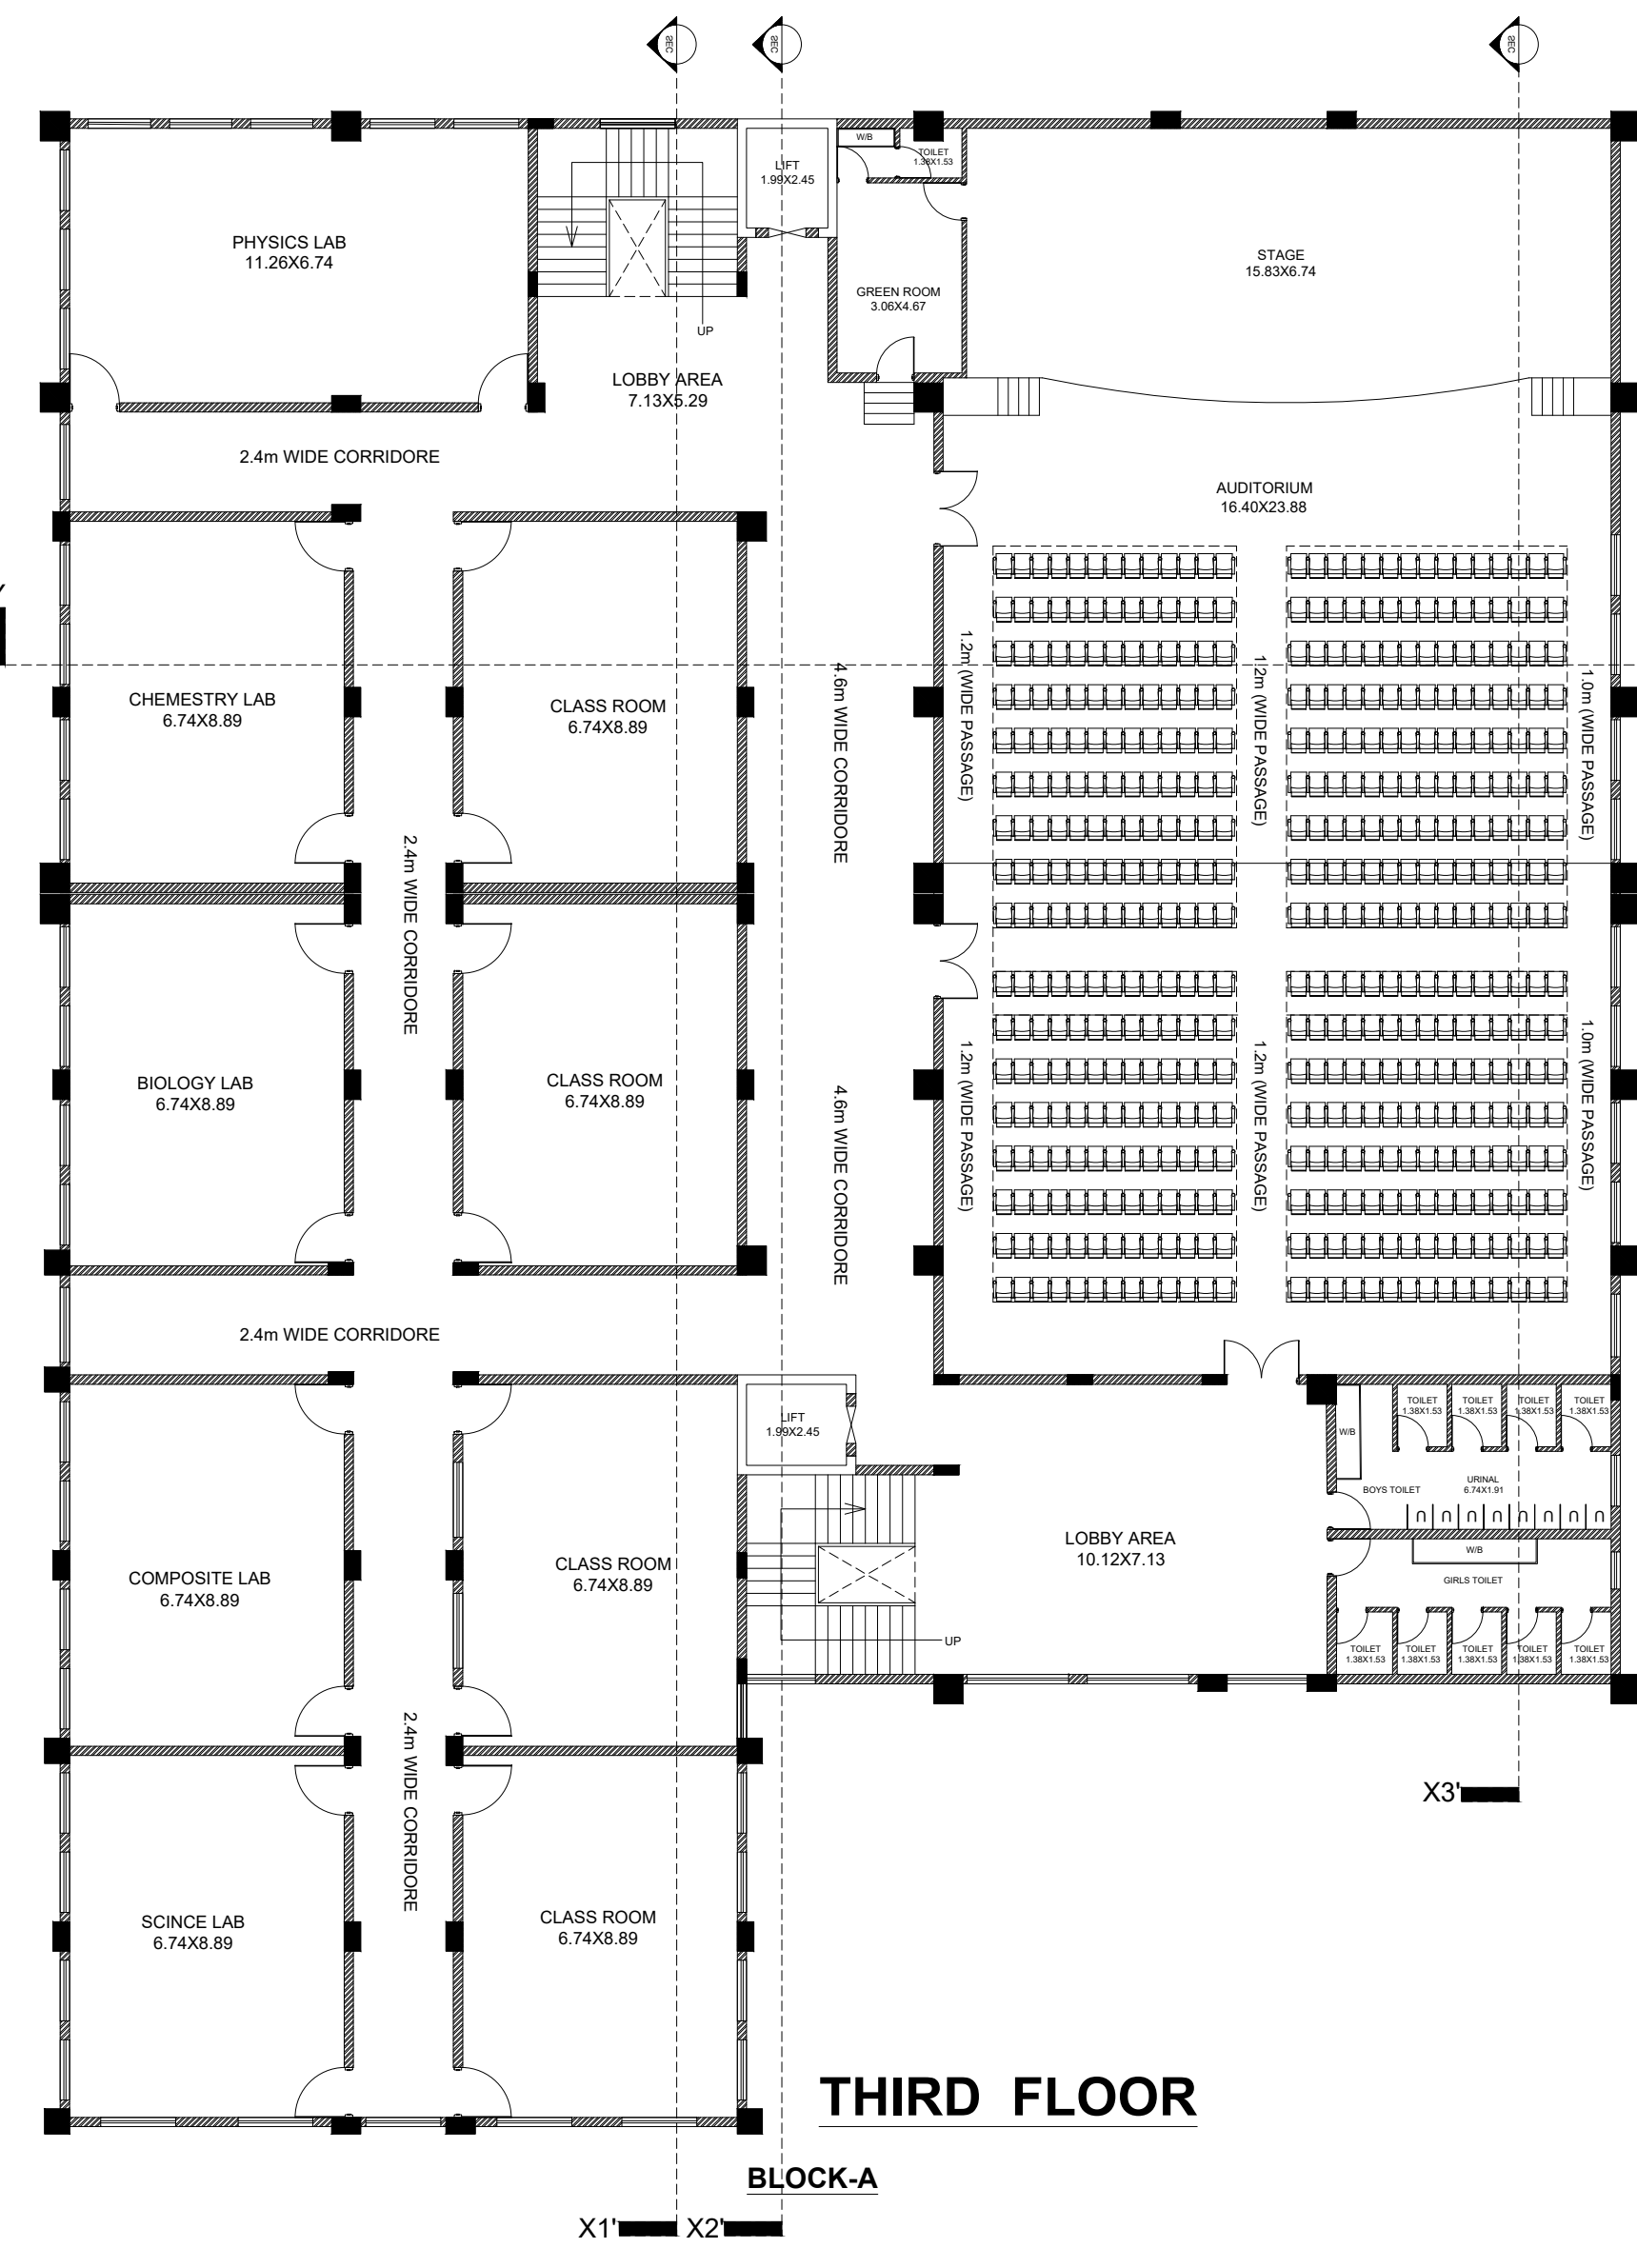 SEC
SEC
SEC
W/B
TOILET
1.38X1.53
LIFT
1.99X2.45
PHYSICS LAB
11.26X6.74
STAGE
15.83X6.74
GREEN ROOM
3.06X4.67
UP
LOBBY AREA
7.13X5.29
2.4m WIDE CORRIDORE
AUDITORIUM
16.40X23.88
CHEMESTRY LAB
6.74X8.89
CLASS ROOM
6.74X8.89
4.6m WIDE CORRIDORE
1.2m (WIDE PASSAGE)
1.2m (WIDE PASSAGE)
1.0m (WIDE PASSAGE)
2.4m WIDE CORRIDORE
BIOLOGY LAB
6.74X8.89
CLASS ROOM
6.74X8.89
4.6m WIDE CORRIDORE
1.2m (WIDE PASSAGE)
1.2m (WIDE PASSAGE)
1.0m (WIDE PASSAGE)
2.4m WIDE CORRIDORE
LIFT
1.99X2.45
TOILET
1.38X1.53
TOILET
1.38X1.53
TOILET
1.38X1.53
TOILET
1.38X1.53
W/B
BOYS TOILET
URINAL
6.74X1.91
LOBBY AREA
10.12X7.13
W/B
GIRLS TOILET
COMPOSITE LAB
6.74X8.89
CLASS ROOM
6.74X8.89
UP
TOILET
1.38X1.53
TOILET
1.38X1.53
TOILET
1.38X1.53
TOILET
1.38X1.53
TOILET
1.38X1.53
2.4m WIDE CORRIDORE
X3'
SCINCE LAB
6.74X8.89
CLASS ROOM
6.74X8.89
THIRD FLOOR
BLOCK-A
X1'
X2'